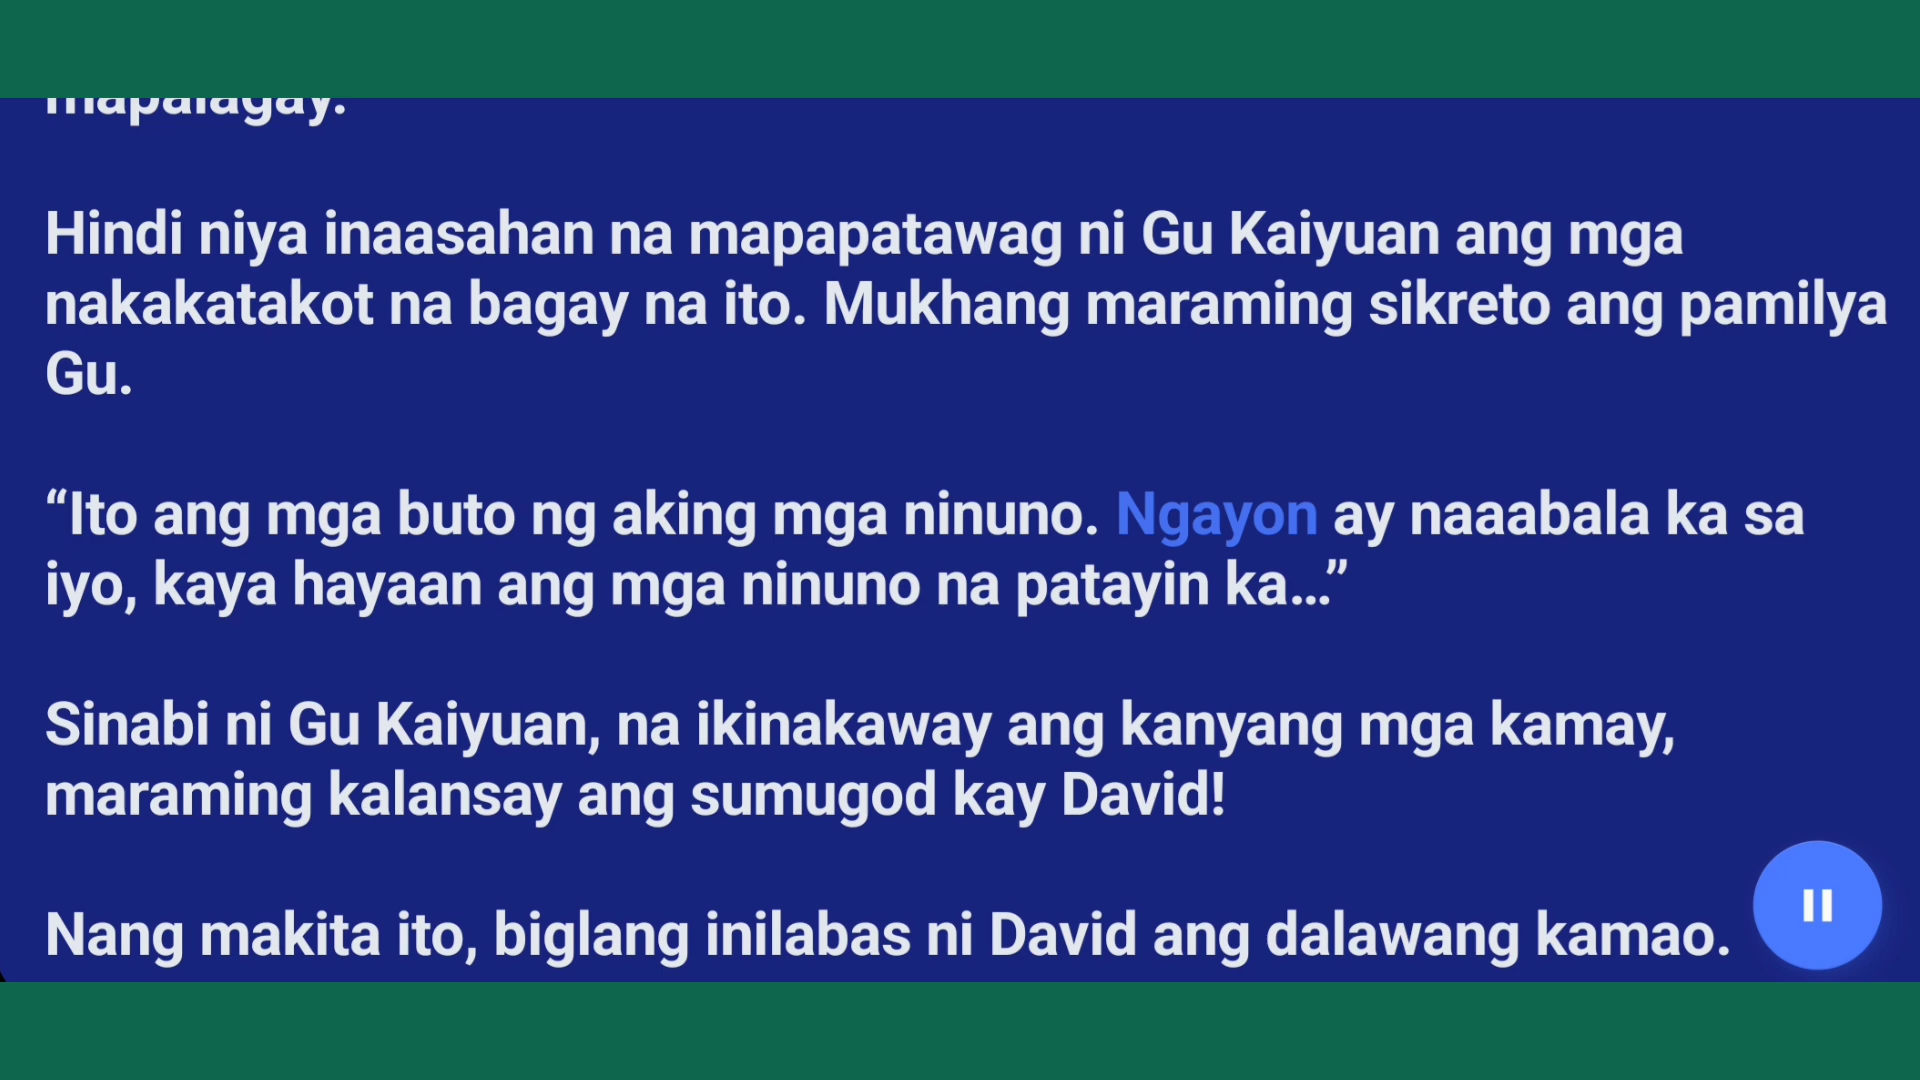 mapalagay.
Hindi niya inaasahan na mapapatawag ni Gu Kaiyuan ang mga
nakakatakot na bagay na ito. Mukhang maraming sikreto ang pamilya
Gu.
“Ito ang mga buto ng aking mga ninuno. Ngayon ay naaabala ka sa
iyo, kaya hayaan ang mga ninuno na patayin ka…”
Sinabi ni Gu Kaiyuan, na ikinakaway ang kanyang mga kamay,
maraming kalansay ang sumugod kay David!
Nang makita ito, biglang inilabas ni David ang dalawang kamao.